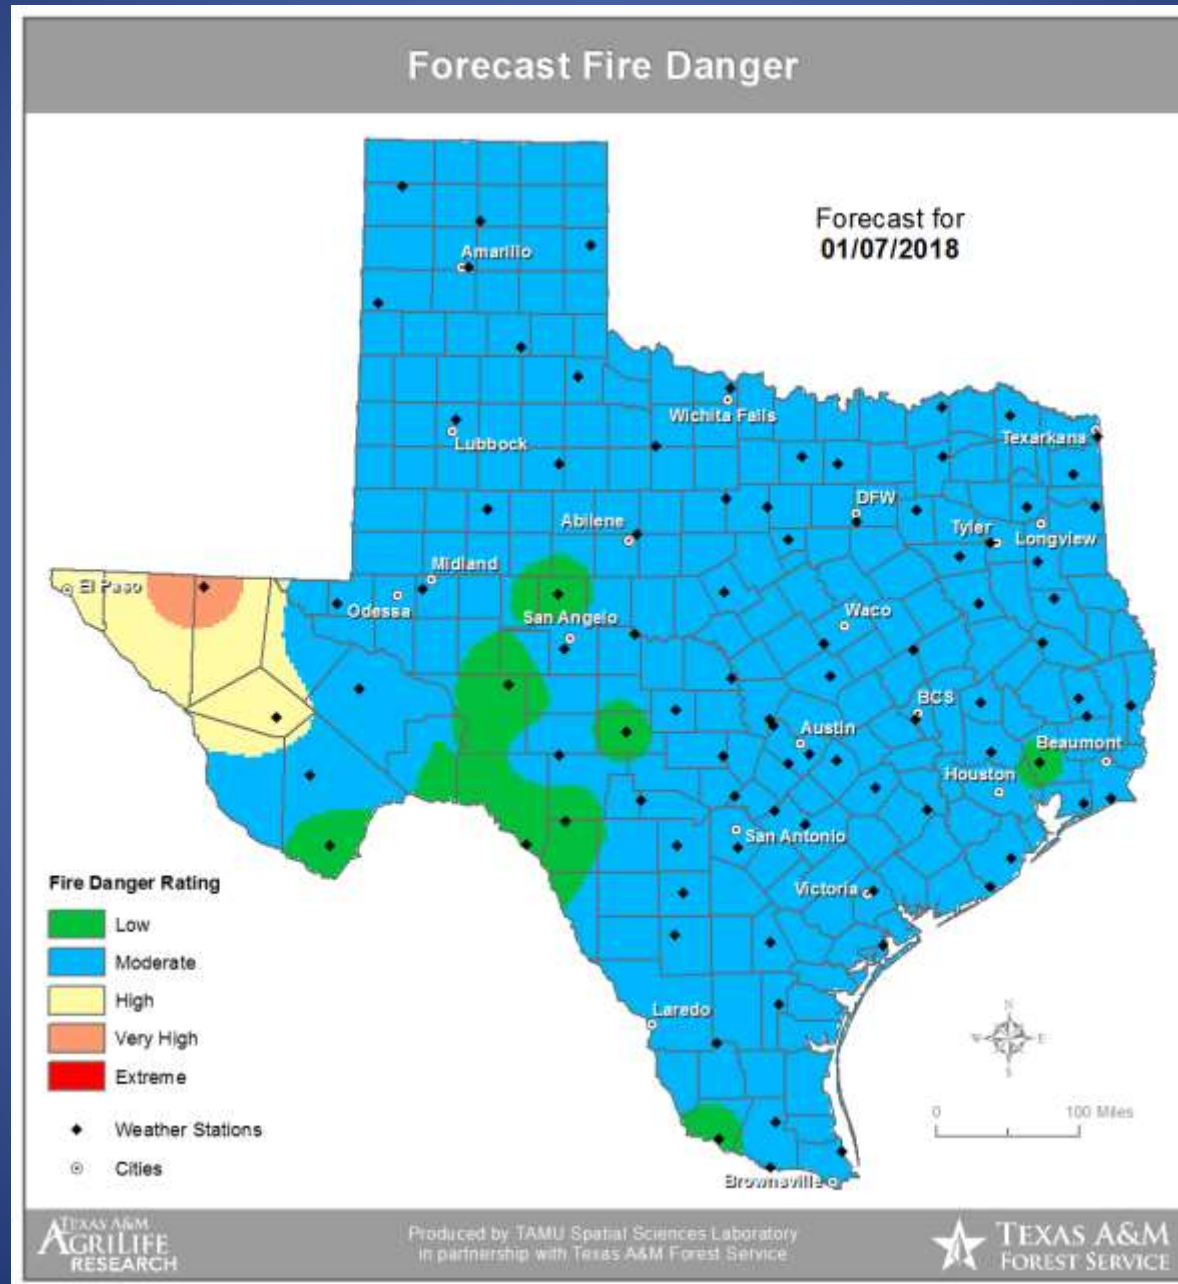 Forecast Fire Danger
Forecast for
01/07/2018
Amarillo
Wichita Falls
Lubbock
Texarkana
DFW
Abilene
Tyler
Longview
Midland
El Paso
Odessa
San Angelo
Waco
BCS
Austin
Beaumont
Houston
San Antonio
Victoria
Laredo
Brownsville
Fire Danger Rating
Low
Moderate
High
Very High
Extreme
Weather Stations
Cities
N
W
E
S
0
100 Miles
TEXAS A&M
AGRILIFE
RESEARCH
Produced by TAMU Spatial Sciences Laboratory
in partnership with Texas A&M Forest Service
TEXAS A&M
FOREST SERVICE